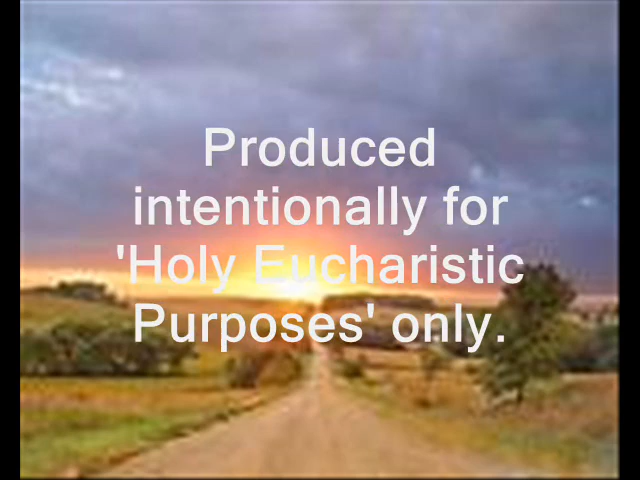 Produced
intentionally for
'Holy Eucharistic
Purposes' only.